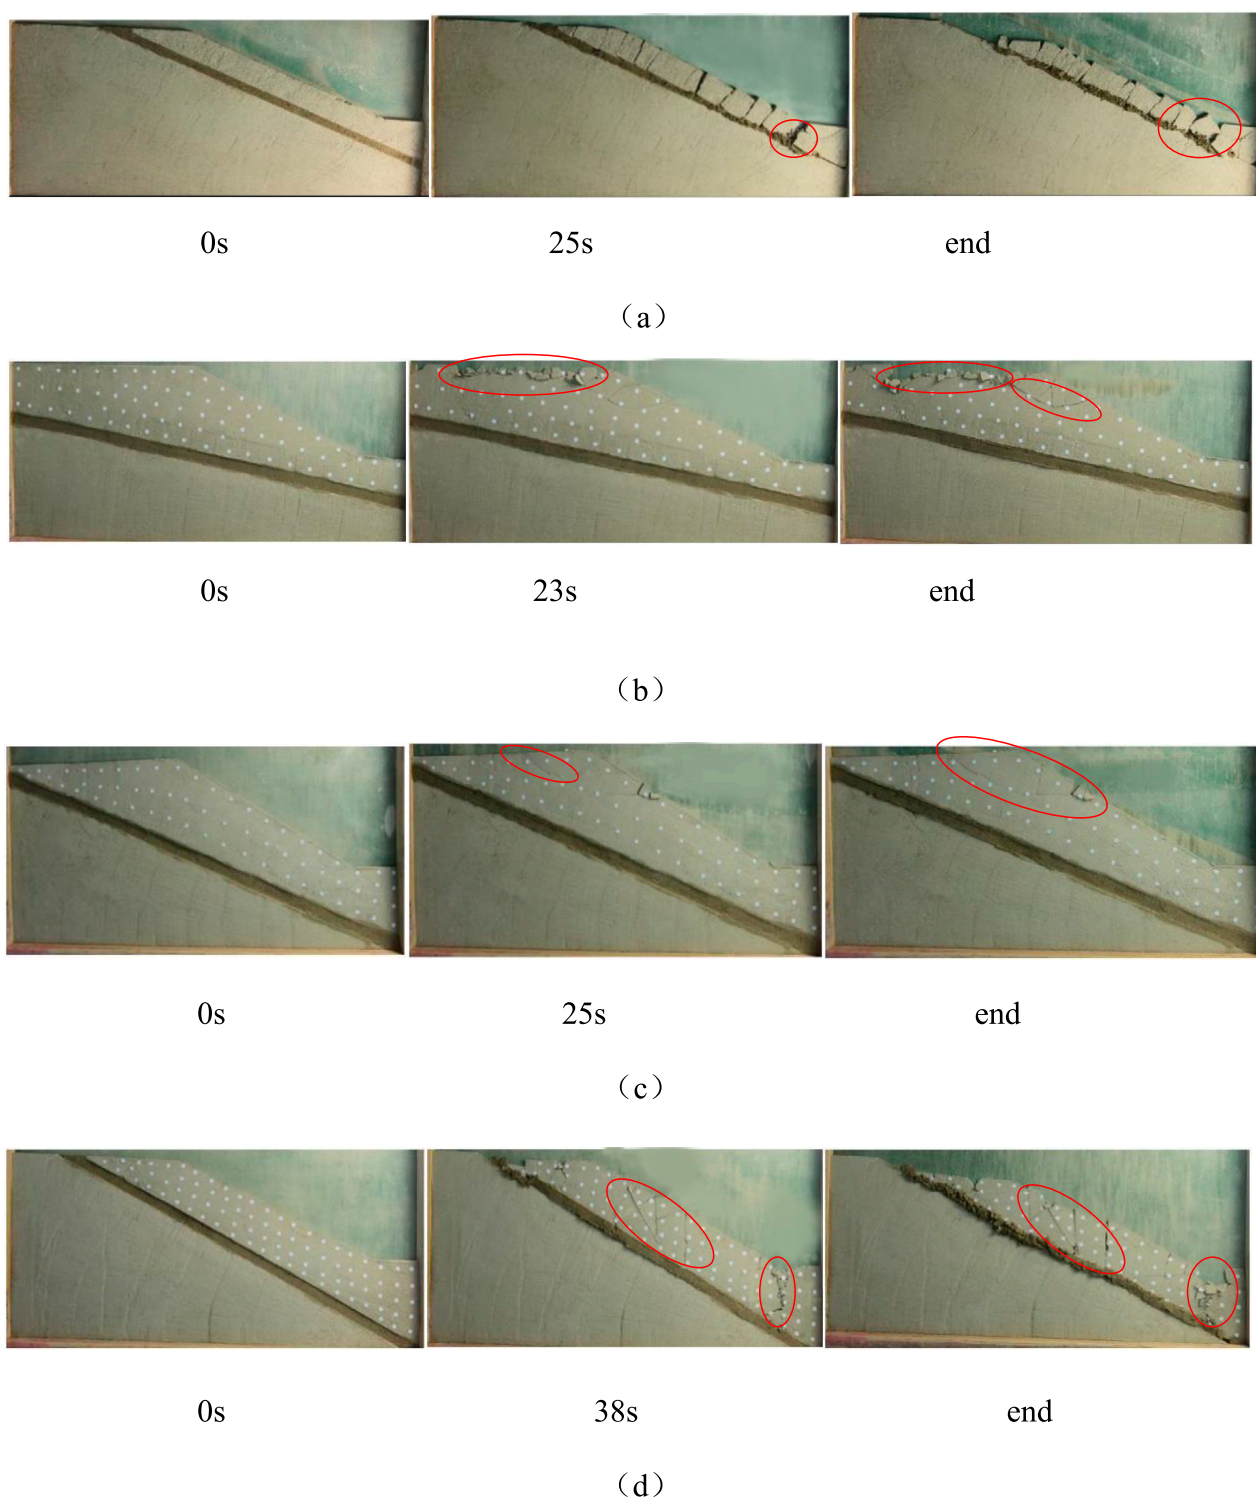 0s 25s end
（a）
0s 23s end
（b）
0s 25s end
（c）
0s 38s end
（d）